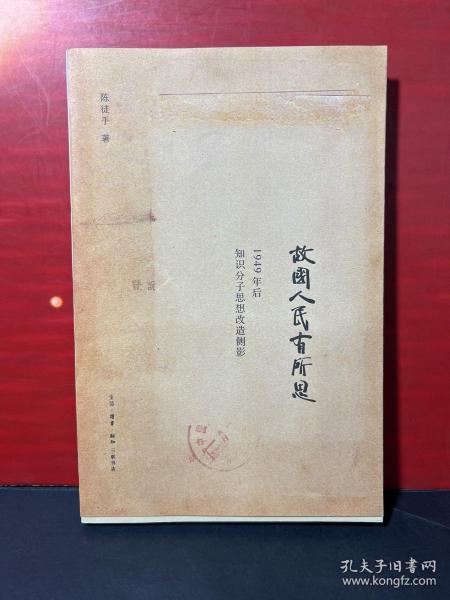 故國人民有所思
1949年后
知识分子思想改造侧影
陈徒手 著
生活·讀書·新知 三联书店
孔夫子旧书网
www.kongfz.com